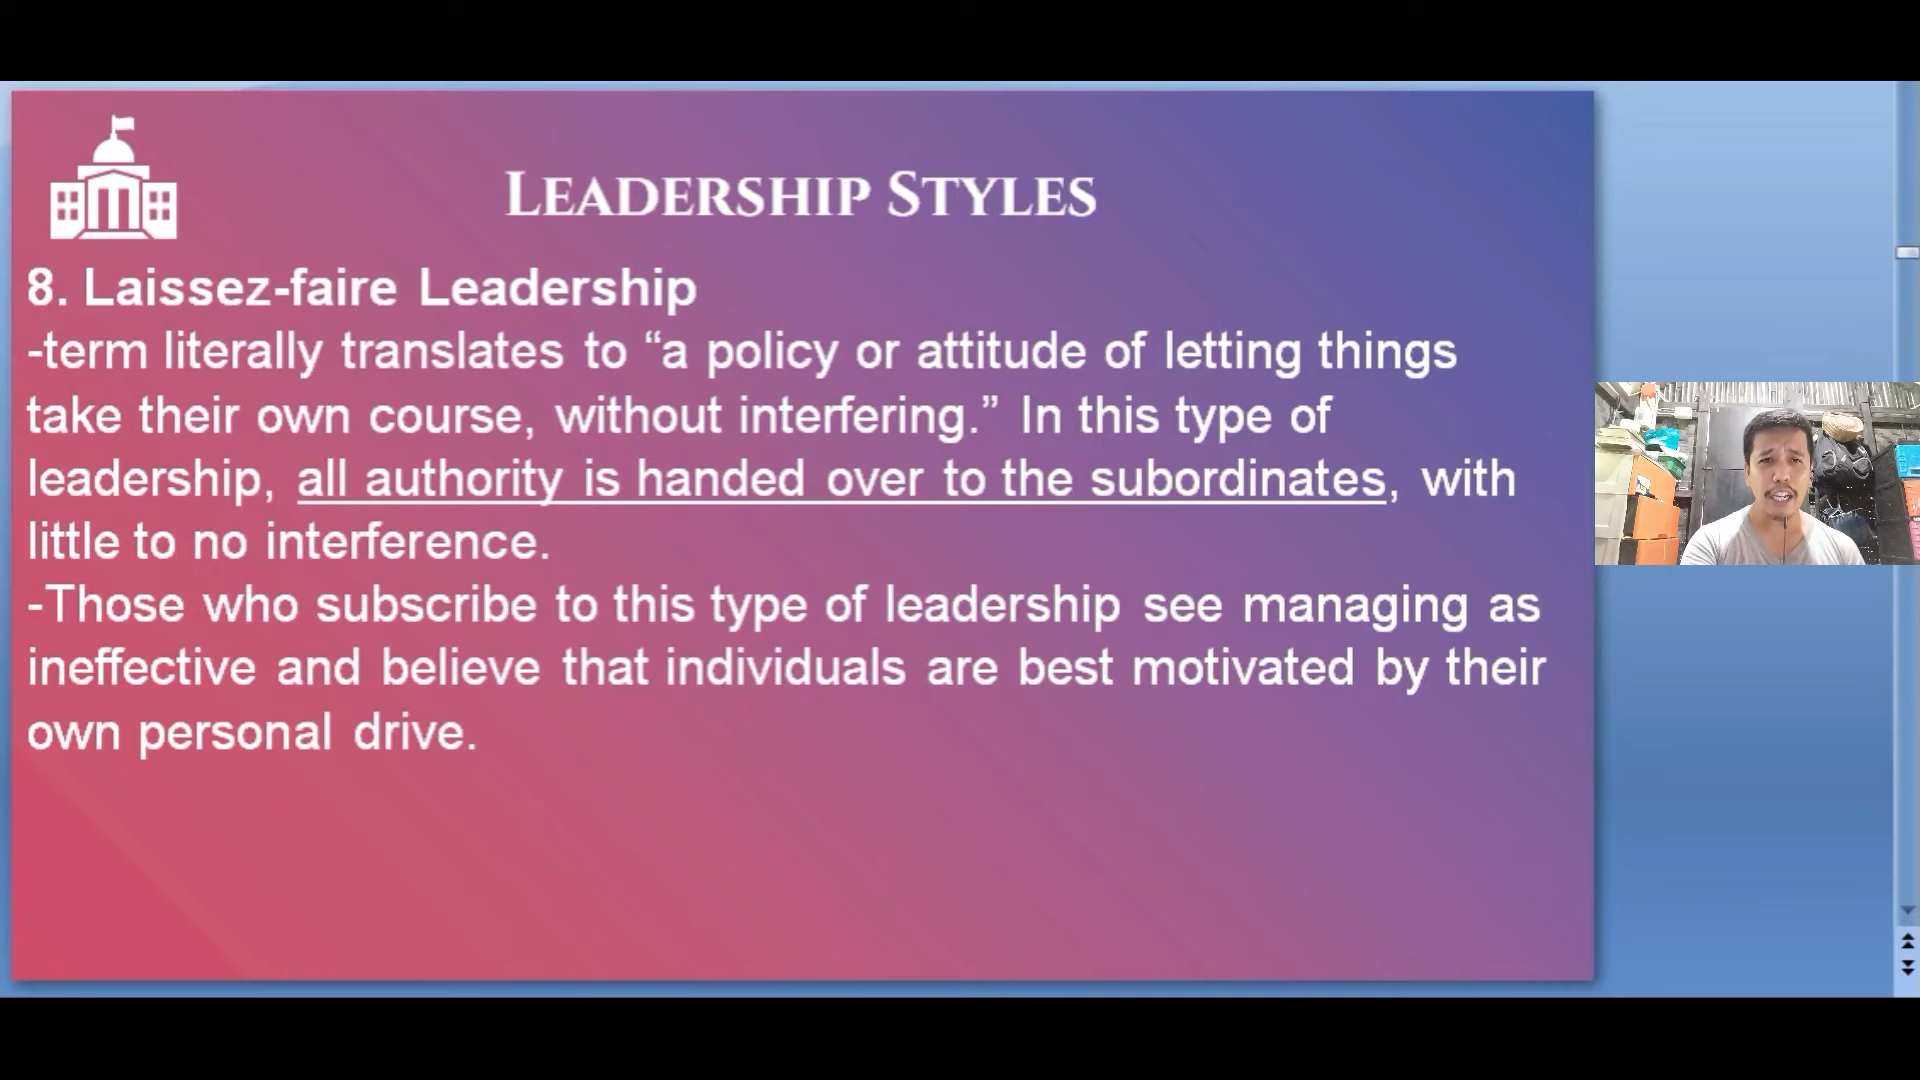 LEADERSHIP STYLES
8. Laissez-faire Leadership
-term literally translates to “a policy or attitude of letting things
take their own course, without interfering.” In this type of
leadership, all authority is handed over to the subordinates, with
little to no interference.
-Those who subscribe to this type of leadership see managing as
ineffective and believe that individuals are best motivated by their
own personal drive.